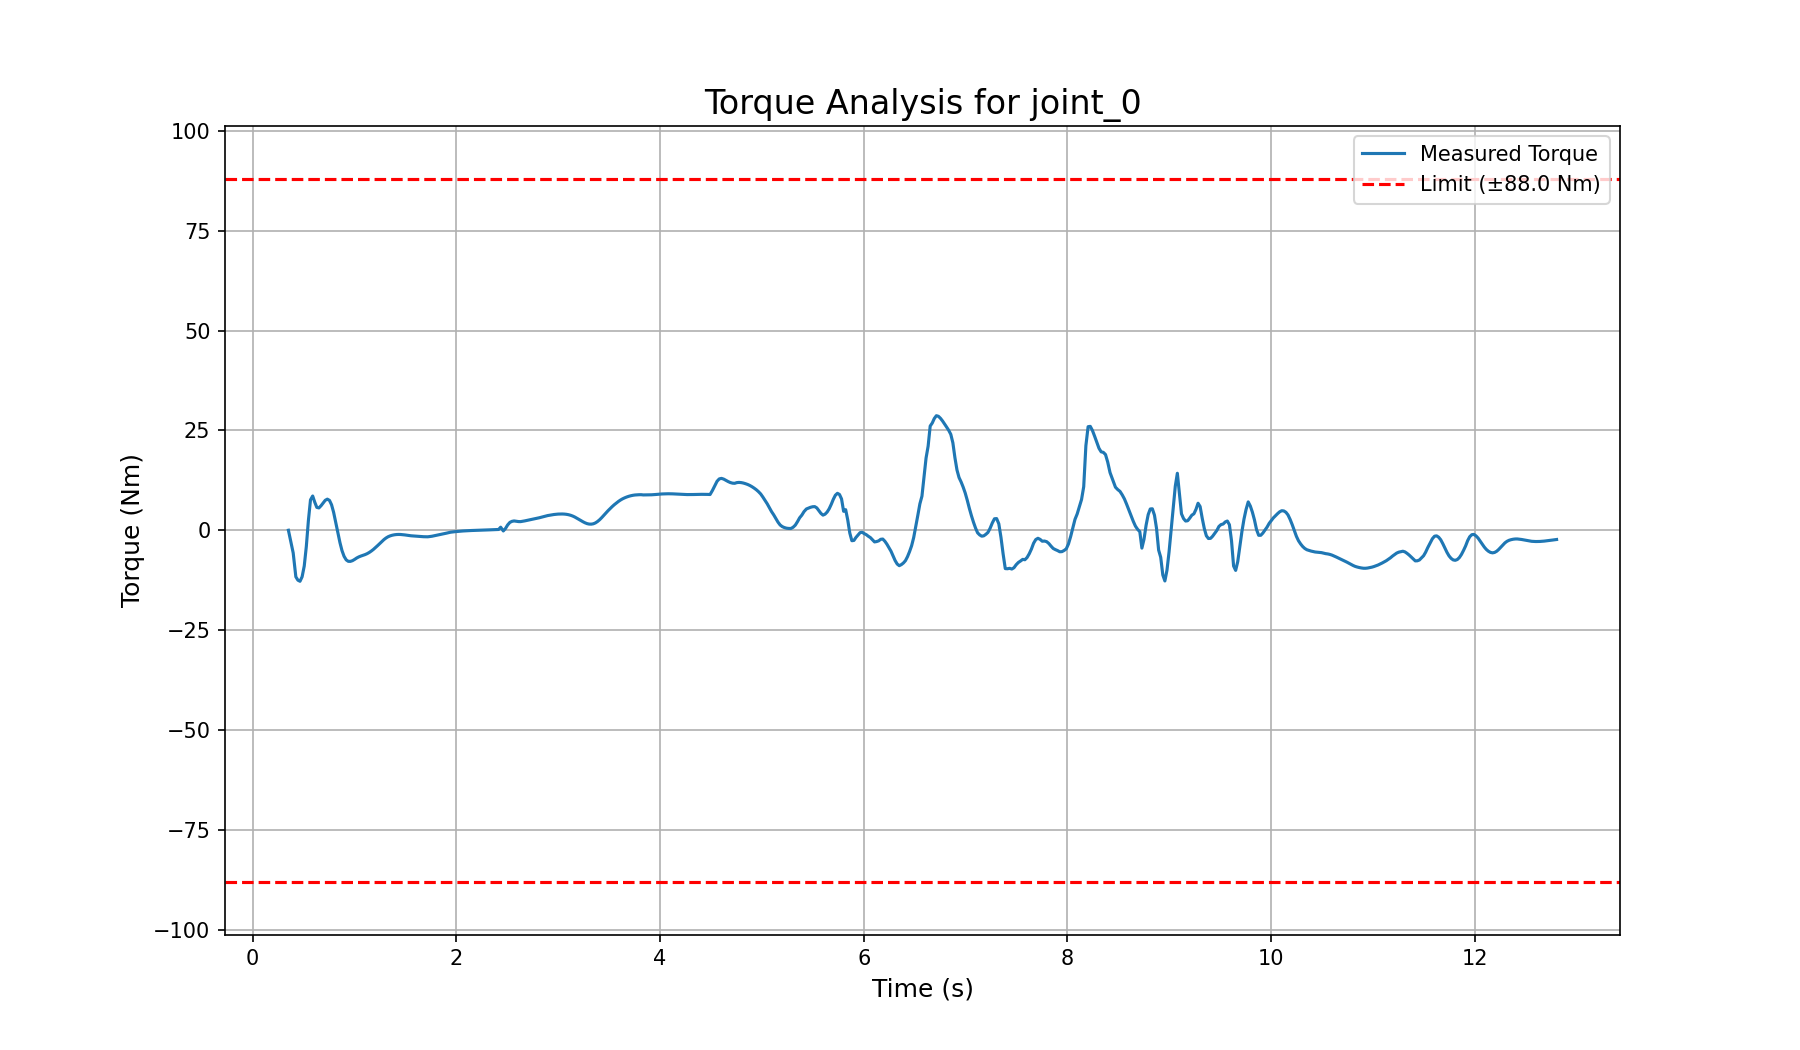 Torque Analysis for joint_0
Measured Torque
Limit (±88.0 Nm)
Torque (Nm)
100
75
50
25
0
−25
−50
−75
−100
0 2 4 6 8 10 12
Time (s)